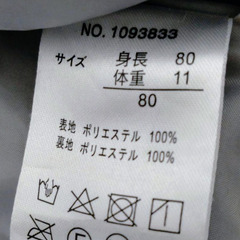 NO. 1093833
サイズ 身長 80
体重 11
80
表地 ポリエステル 100%
裏地 ポリエステル 100%